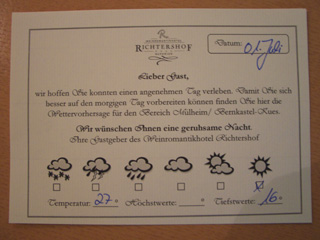 RICHTERSHOF
Datum: 01. Juli
Lieber Gast,
wir hoffen Sie konnten einen angenehmen Tag verleben. Damit Sie sich
besser auf den morgigen Tag vorbereiten können finden Sie hier die
Wettervorhersage für den Bereich Mülheim/ Bernkastel-Kues.
Wir wünschen Ihnen eine geruhsame Nacht
Ihre Gastgeber des Weinromantikhotel Richtershof
Temperatur: 27° Höchstwerte: ° Tiefstwerte: 16°